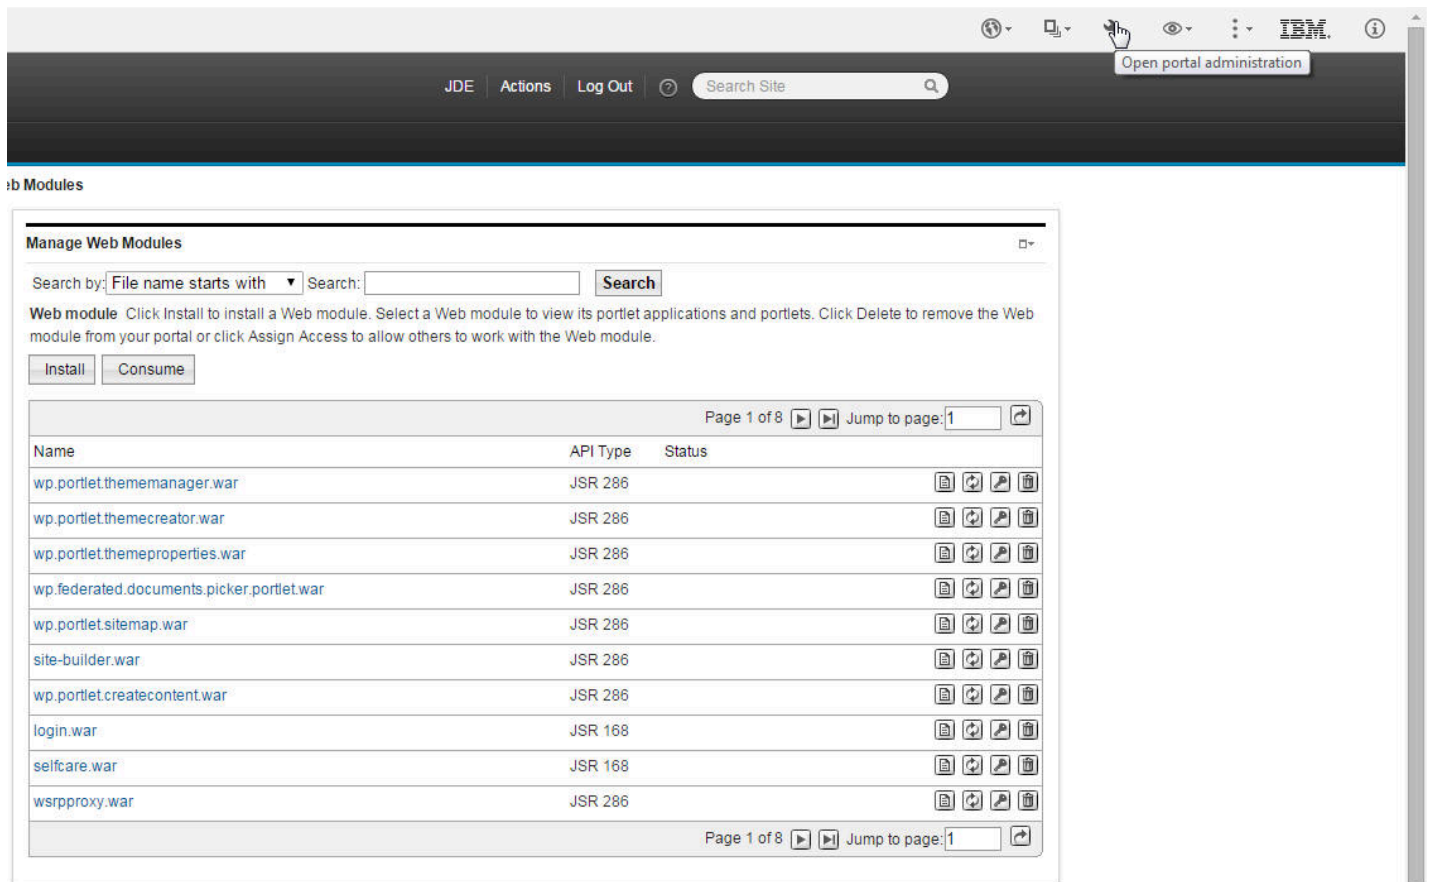 IBM.
Open portal administration
JDE Actions Log Out ? Search Site
eb Modules
Manage Web Modules
Search by: File name starts with Search: Search
Web module Click Install to install a Web module. Select a Web module to view its portlet applications and portlets. Click Delete to remove the Web
module from your portal or click Assign Access to allow others to work with the Web module.
Install Consume
Page 1 of 8 Jump to page: 1
Name API Type Status
wp.portlet.thememanager.war JSR 286
wp.portlet.themecreator.war JSR 286
wp.portlet.themeproperties.war JSR 286
wp.federated.documents.picker.portlet.war JSR 286
wp.portlet.sitemap.war JSR 286
site-builder.war JSR 286
wp.portlet.createcontent.war JSR 286
login.war JSR 168
selfcare.war JSR 168
wsrpproxy.war JSR 286
Page 1 of 8 Jump to page: 1